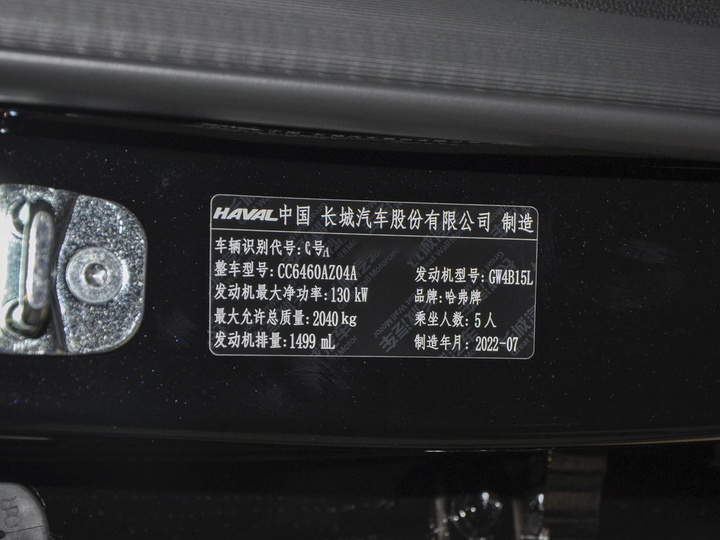 HAVAL 中国 长城汽车股份有限公司 制造
车辆识别代号: C号A
整车型号: CC6460AZ04A 发动机型号: GW4B15L
发动机最大净功率: 130 kW 品牌: 哈弗牌
最大允许总质量: 2040 kg 乘坐人数: 5 人
发动机排量: 1499 mL 制造年月: 2022-07